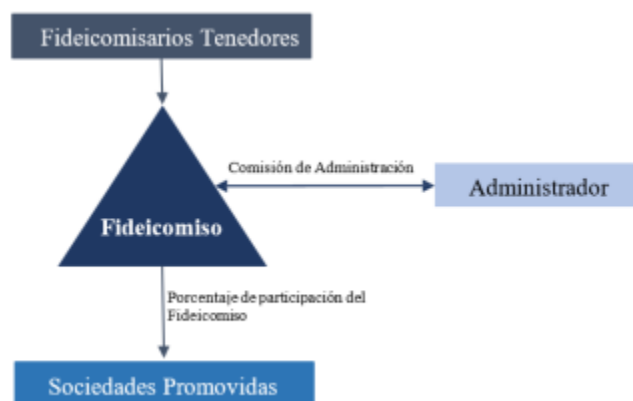 Fideicomisarios Tenedores
Comisión de Administración
Administrador
Fideicomiso
Porcentaje de participación del
Fideicomiso
Sociedades Promovidas